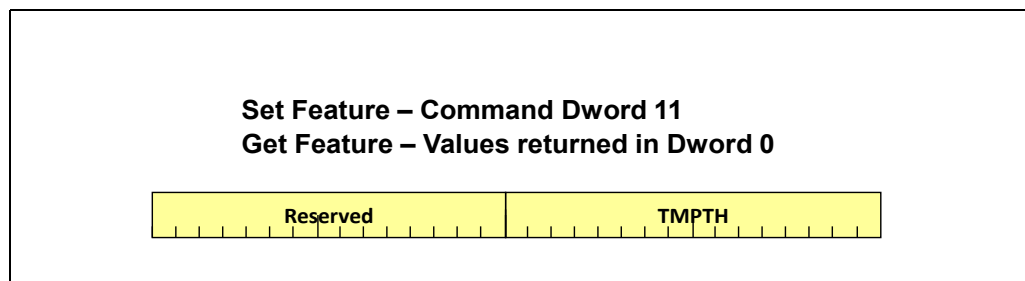 Set Feature – Command Dword 11
Get Feature – Values returned in Dword 0
Reserved TMPTH